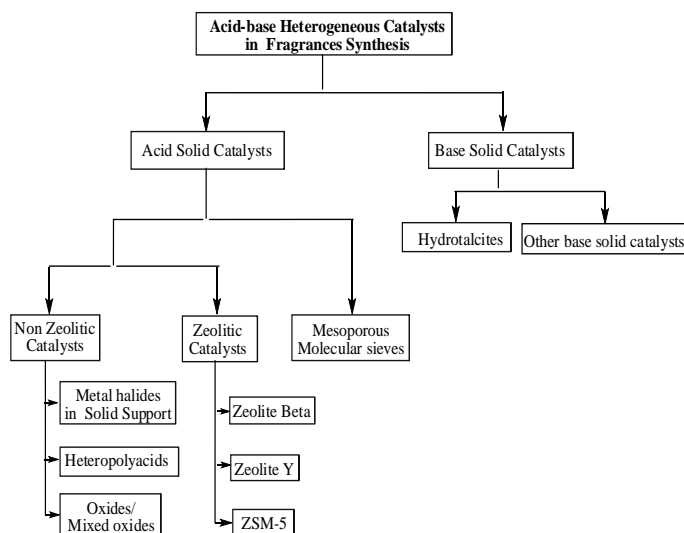 Acid-base Heterogeneous Catalysts
in Fragrances Synthesis
Acid Solid Catalysts
Base Solid Catalysts
Hydrotalcites
Other base solid catalysts
Non Zeolitic
Catalysts
Zeolitic
Catalysts
Mesoporous
Molecular sieves
Metal halides
in Solid Support
Heteropolyacids
Oxides/
Mixed oxides
Zeolite Beta
Zeolite Y
ZSM-5